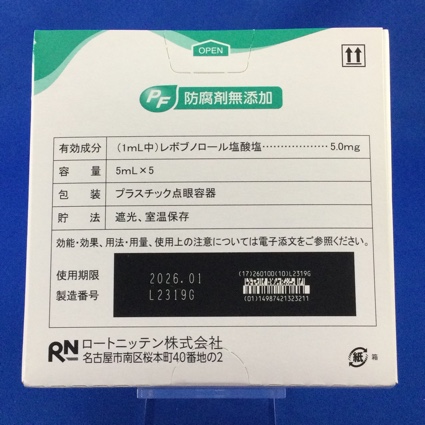 OPEN
PF 防腐剤無添加
有効成分 (1mL中)レボブノロール塩酸塩………………5.0mg
容量 5mL×5
包装 プラスチック点眼容器
貯法 遮光、室温保存
効能・効果、用法・用量、使用上の注意については電子添文をご参照ください。
使用期限 2026.01
製造番号 L2319G
(17)260100(10)L2319G
(01)14987421323211
RN ロートニッテン株式会社
名古屋市南区桜本町40番地の2
紙 箱